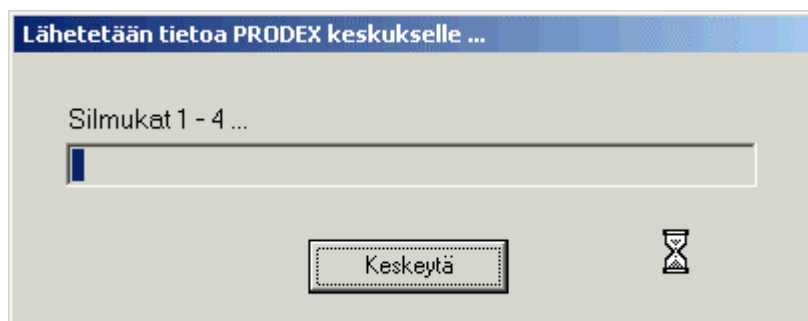 Lähetetään tietoa PRODEX keskukselle ...
Silmukat 1 - 4 ...
Keskeytä